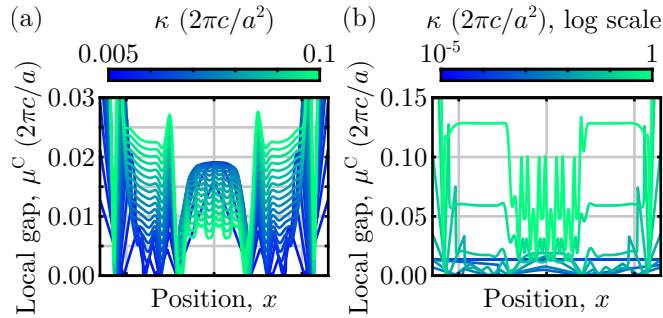 (a)
κ (2πc/a²)
0.005 0.1
Local gap, μᶜ (2πc/a)
0.03
0.02
0.01
0.00
Position, x
(b)
κ (2πc/a²), log scale
10⁻⁵ 1
Local gap, μᶜ (2πc/a)
0.15
0.10
0.05
0.00
Position, x